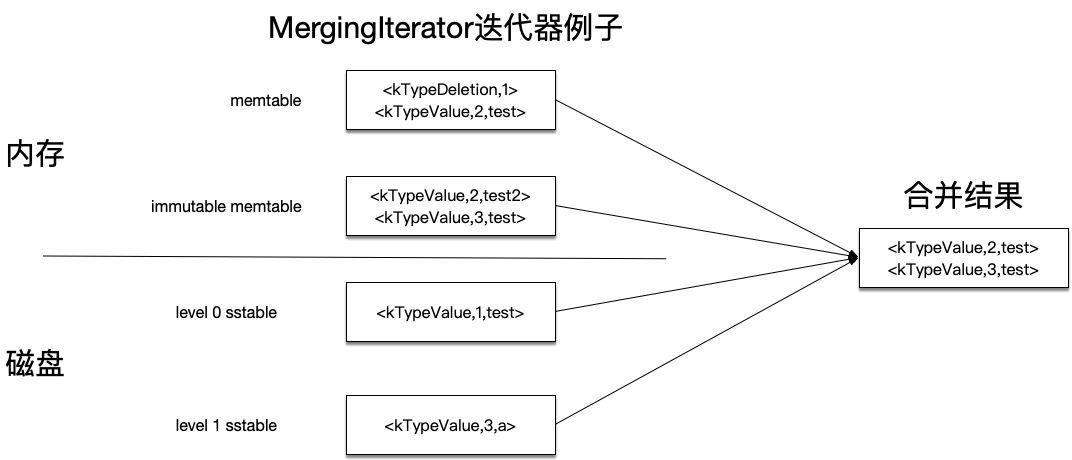 MergingIterator迭代器例子
memtable
<kTypeDeletion,1>
<kTypeValue,2,test>
内存
immutable memtable
<kTypeValue,2,test2>
<kTypeValue,3,test>
合并结果
<kTypeValue,2,test>
<kTypeValue,3,test>
level 0 sstable
<kTypeValue,1,test>
磁盘
level 1 sstable
<kTypeValue,3,a>